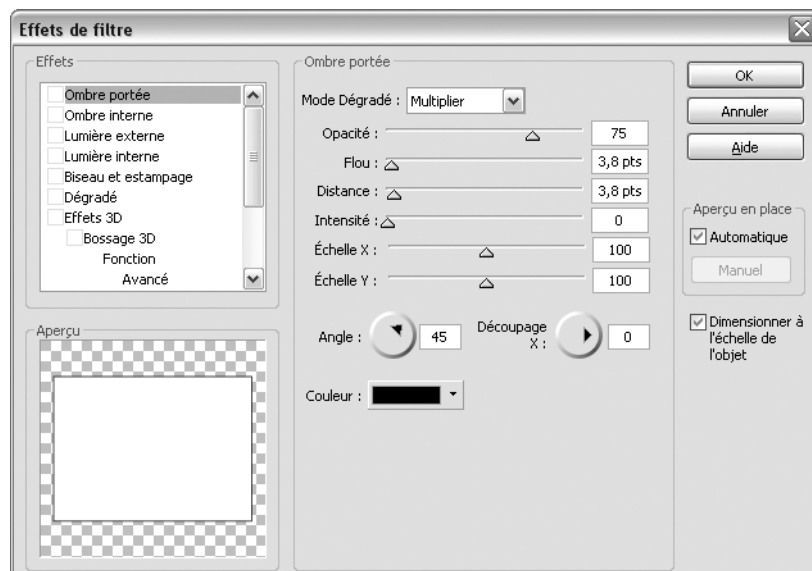 Effets de filtre
Effets
Ombre portée
Ombre interne
Lumière externe
Lumière interne
Biseau et estampage
Dégradé
Effets 3D
Bossage 3D
Fonction
Avancé
Aperçu
Ombre portée
Mode Dégradé : Multiplier
Opacité : 75
Flou : 3,8 pts
Distance : 3,8 pts
Intensité : 0
Échelle X : 100
Échelle Y : 100
Angle : 45
Découpage
X : 0
Couleur :
OK
Annuler
Aide
Aperçu en place
Automatique
Manuel
Dimensionner à
l'échelle de
l'objet